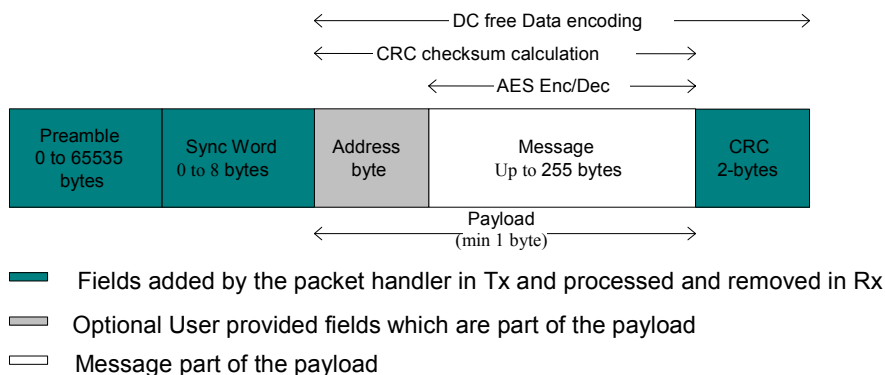 DC free Data encoding
CRC checksum calculation
AES Enc/Dec
Preamble
0 to 65535
bytes
Sync Word
0 to 8 bytes
Address
byte
Message
Up to 255 bytes
CRC
2-bytes
Payload
(min 1 byte)
Fields added by the packet handler in Tx and processed and removed in Rx
Optional User provided fields which are part of the payload
Message part of the payload